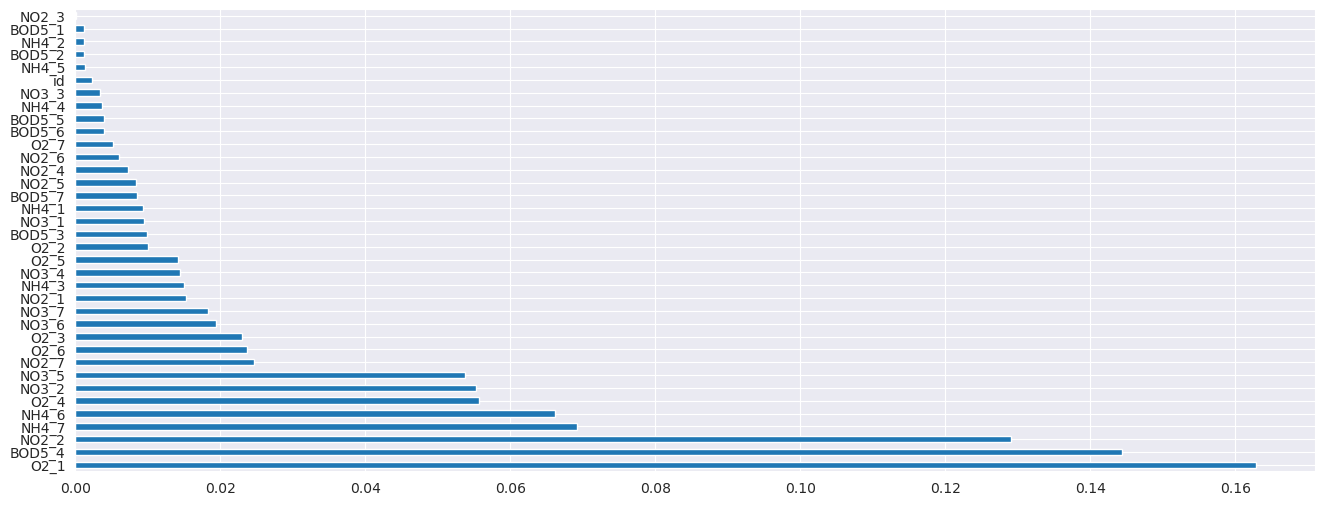 NO2_3
BOD5_1
NH4_2
BOD5_2
NH4_5
id
NO3_3
NH4_4
BOD5_5
BOD5_6
O2_7
NO2_6
NO2_4
NO2_5
BOD5_7
NH4_1
NO3_1
BOD5_3
O2_2
O2_5
NO3_4
NH4_3
NO2_1
NO3_7
NO3_6
O2_3
O2_6
NO2_7
NO3_5
NO3_2
O2_4
NH4_6
NH4_7
NO2_2
BOD5_4
O2_1
0.00 0.02 0.04 0.06 0.08 0.10 0.12 0.14 0.16